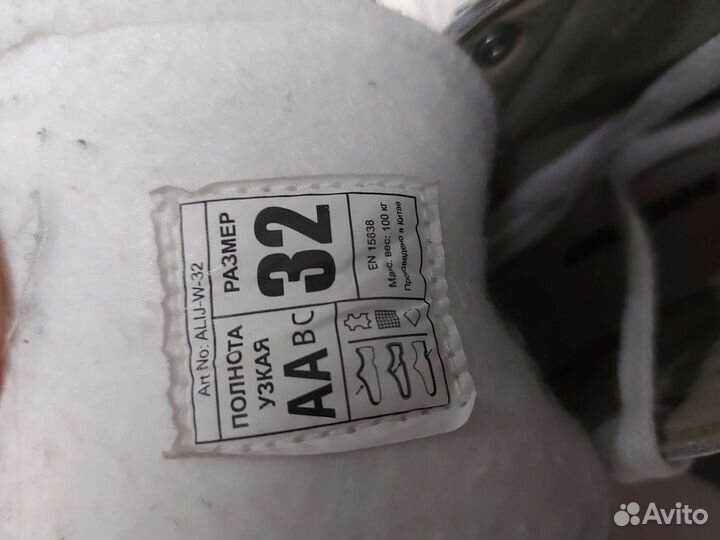 Art No: ALIJ-W-32
ПОЛНОТА
УЗКАЯ
AA BC
РАЗМЕР
32
EN 15638
Макс. вес: 100 кг
Произведено в Китае
Avito